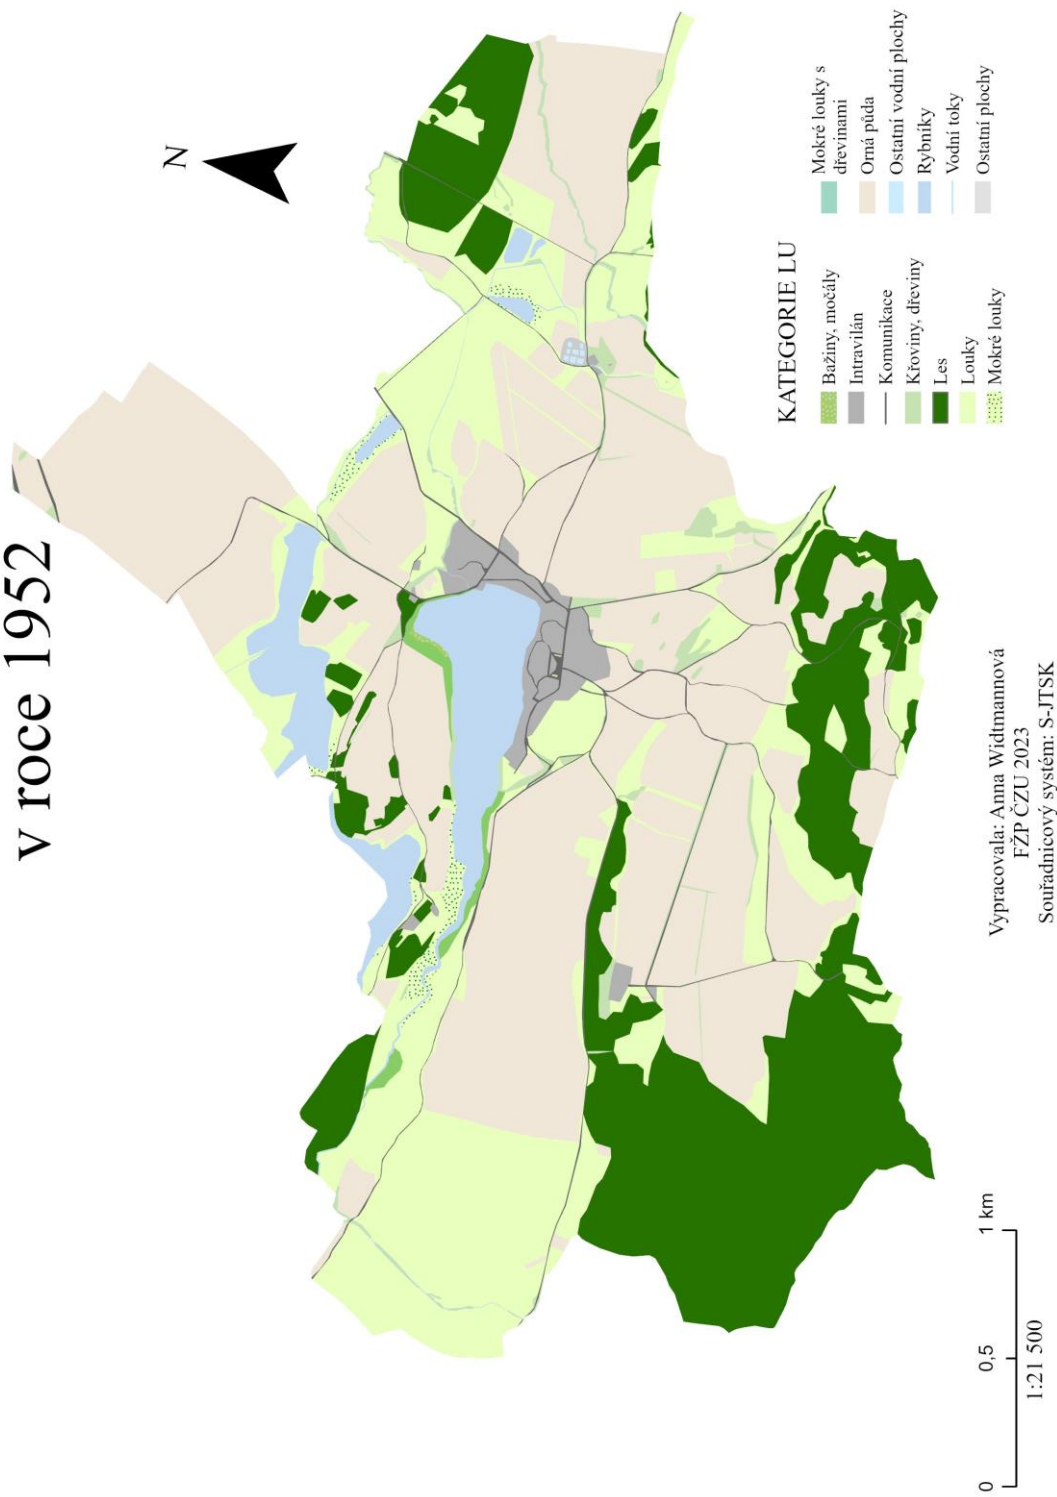 v roce 1952
N
KATEGORIE LU
Bažiny, močály
Intravilán
Komunikace
Křoviny, dřeviny
Les
Louky
Mokré louky
Mokré louky s
dřevinami
Orná půda
Ostatní vodní plochy
Rybníky
Vodní toky
Ostatní plochy
0 0,5 1 km
1:21 500
Vypracovala: Anna Widtmannová
FŽP ČZU 2023
Souřadnicový systém: S-JTSK